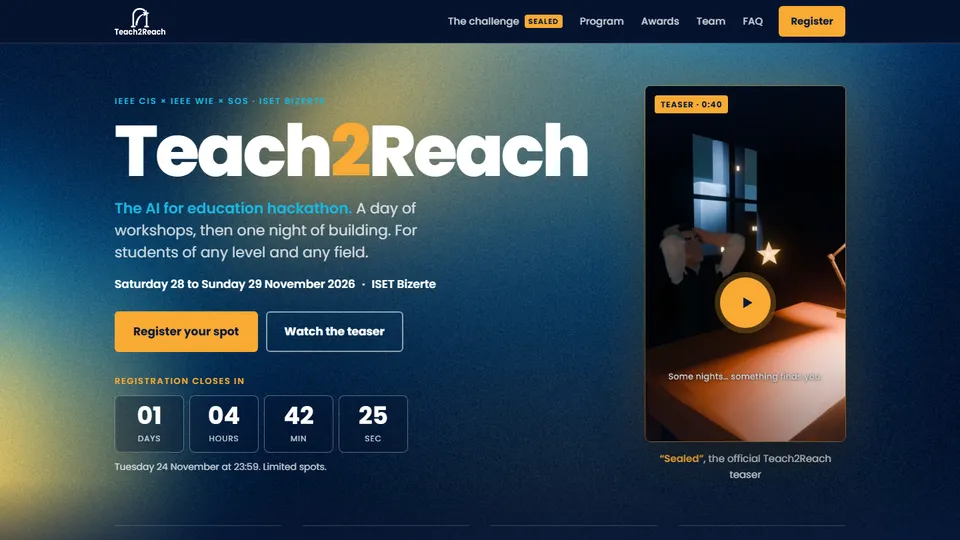 Teach2Reach
The challenge SEALED Program Awards Team FAQ Register
IEEE CIS × IEEE WIE × SOS · ISET BIZERTE
Teach2Reach
The AI for education hackathon. A day of
workshops, then one night of building. For
students of any level and any field.
Saturday 28 to Sunday 29 November 2026 · ISET Bizerte
Register your spot Watch the teaser
REGISTRATION CLOSES IN
01 04 42 25
DAYS HOURS MIN SEC
Tuesday 24 November at 23:59. Limited spots.
TEASER · 0:40
Some nights… something finds you.
“Sealed”, the official Teach2Reach
teaser